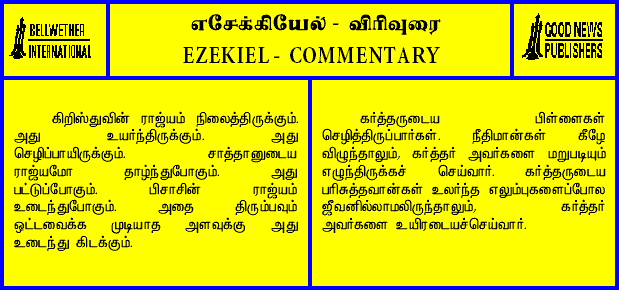 BELLWETHER
INTERNATIONAL
எசேக்கியேல் - விரிவுரை
EZEKIEL - COMMENTARY
GOOD NEWS
PUBLISHERS
கிறிஸ்துவின் ராஜ்யம் நிலைத்திருக்கும்.
அது உயர்ந்திருக்கும். அது
செழிப்பாயிருக்கும். சாத்தானுடைய
ராஜ்யமோ தாழ்ந்துபோகும். அது
பட்டுப்போகும். பிசாசின் ராஜ்யம்
உடைந்துபோகும். அதை திரும்பவும்
ஒட்டவைக்க முடியாத அளவுக்கு அது
உடைந்து கிடக்கும்.
கர்த்தருடைய பிள்ளைகள்
செழித்திருப்பார்கள். நீதிமான்கள் கீழே
விழுந்தாலும், கர்த்தர் அவர்களை மறுபடியும்
எழுந்திருக்கச் செய்வார். கர்த்தருடைய
பரிசுத்தவான்கள் உலர்ந்த எலும்புகளைப்போல
ஜீவனில்லாமலிருந்தாலும், கர்த்தர்
அவர்களை உயிரடையச்செய்வார்.